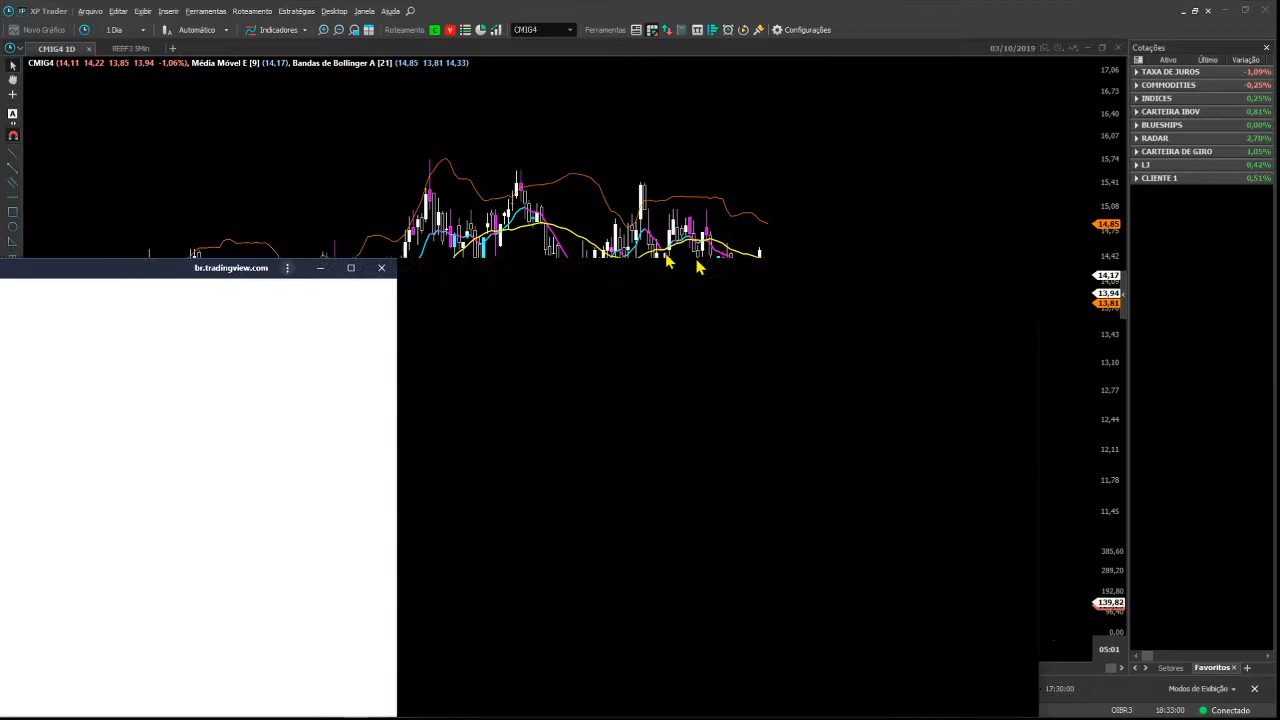 XP Trader Arquivo Editar Exibir Inserir Ferramentas Roteamento Estratégias Desktop Janela Ajuda
Novo Gráfico 1 Dia Automático Indicadores Roteamento C V CMIG4 Ferramentas Configurações
CMIG4 1D BEEF3 5Min 03/10/2019 Cotações
CMIG4 (14,11 14,22 13,85 13,94 -1,06%), Média Móvel E [9] (14,17), Bandas de Bollinger A [21] (14,85 13,81 14,33)
Ativo Último Variação
TAXA DE JUROS -1,09%
COMMODITIES -0,25%
INDICES 0,25%
CARTEIRA IBOV 0,81%
BLUESHIPS 0,00%
RADAR 2,70%
CARTEIRA DE GIRO 1,05%
LJ 0,42%
CLIENTE 1 0,51%
A
17,06
16,73
16,40
16,07
15,74
15,41
15,08
14,85
14,75
14,42
14,17
14,09
13,94
13,81
13,43
13,10
12,77
12,44
12,11
11,78
11,45
385,60
289,20
192,80
139,82
96,40
0,00
05:01
br.tradingview.com
Setores Favoritos
17:30:00 Modos de Exibição
OIBR3 18:33:00 Conectado